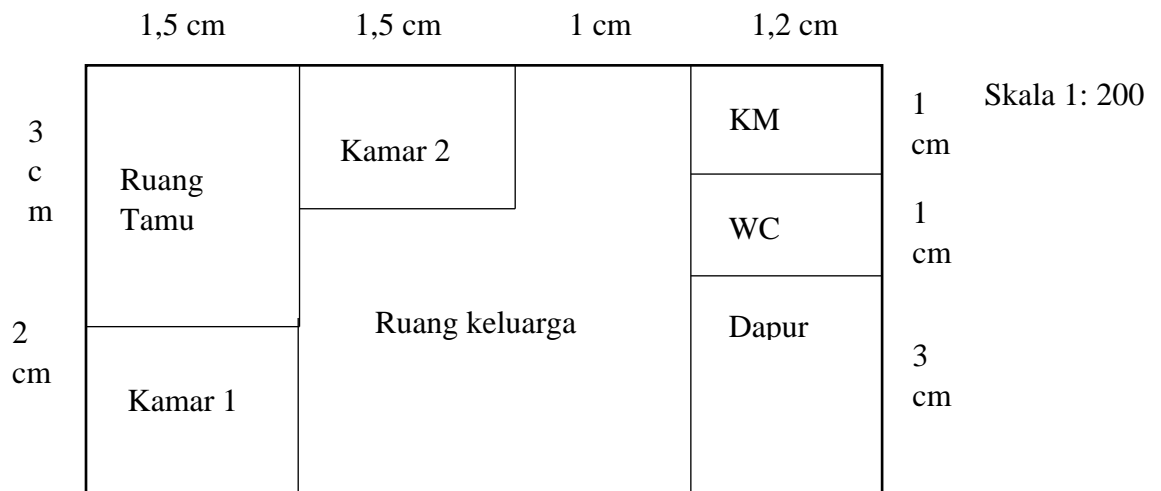 1,5 cm 1,5 cm 1 cm 1,2 cm
Skala 1: 200
3
c
m
Ruang
Tamu
Kamar 2
KM
1
cm
WC
1
cm
2
cm
Kamar 1
Ruang keluarga
Dapur
3
cm